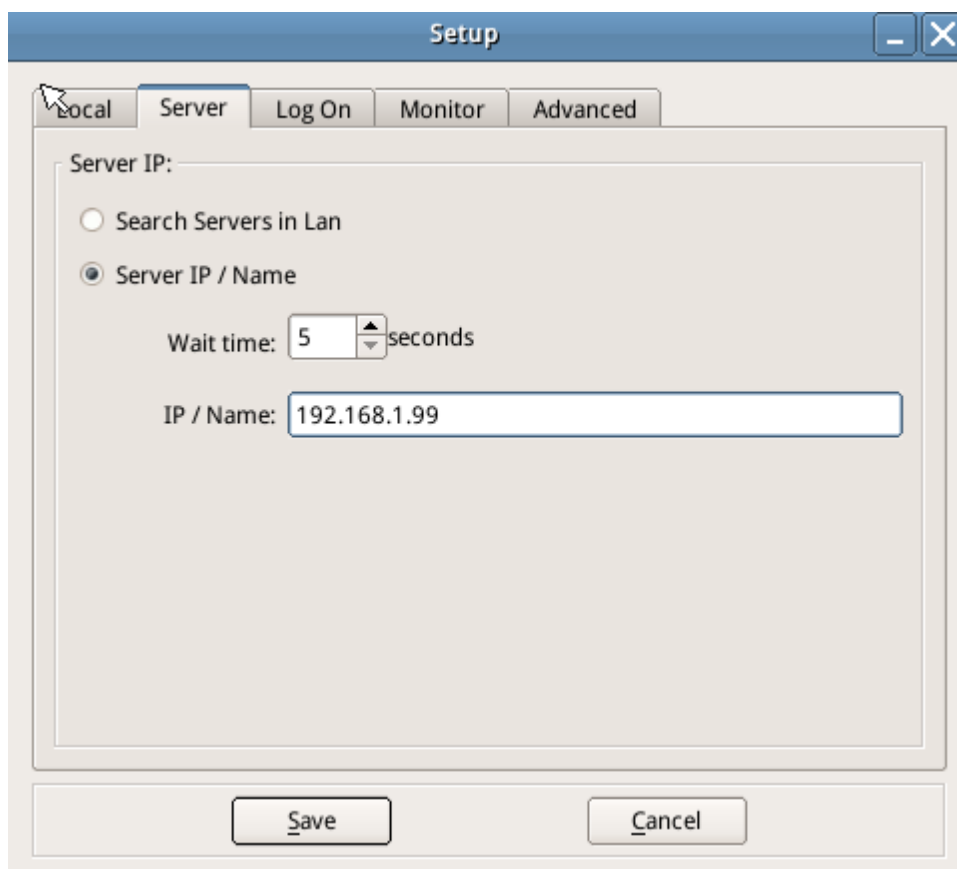 Setup
Local Server Log On Monitor Advanced
Server IP:
Search Servers in Lan
Server IP / Name
Wait time: 5 seconds
IP / Name: 192.168.1.99
Save Cancel